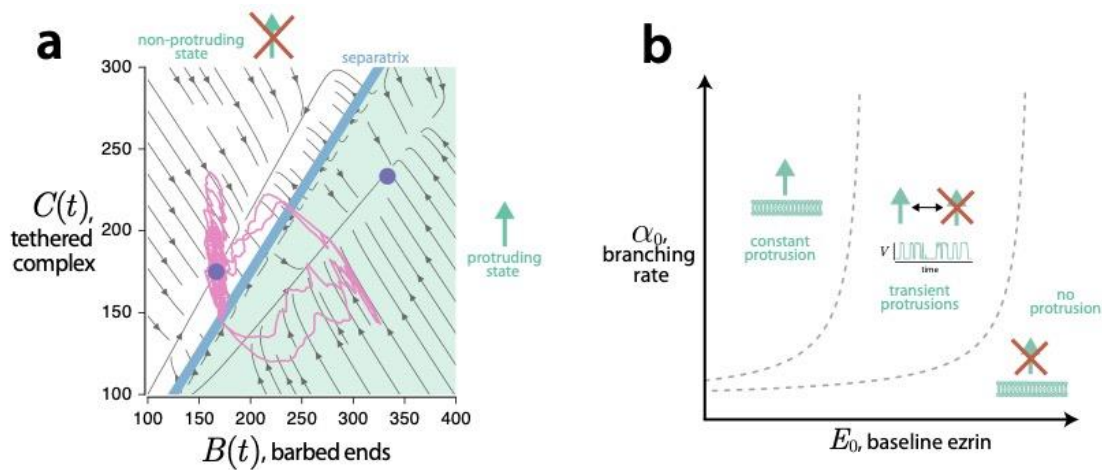 a
non-protruding
state
separatrix
300
250
200
150
100
C(t),
tethered
complex
100 150 200 250 300 350 400
B(t), barbed ends
protruding
state
b
α₀,
branching
rate
constant
protrusion
V
time
transient
protrusions
no
protrusion
E₀, baseline ezrin